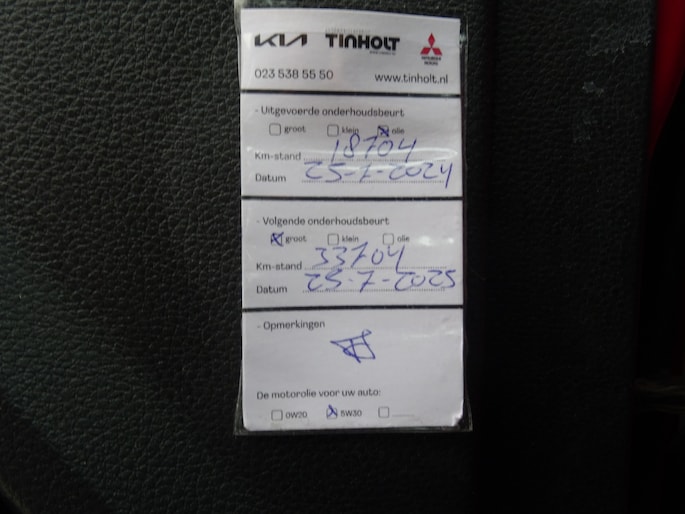 KIA TINHOLT MITSUBISHI MOTORS
023 538 55 50 www.tinholt.nl
- Uitgevoerde onderhoudsbeurt
groot klein olie
Km-stand 18704
Datum 25-7-2024
- Volgende onderhoudsbeurt
groot klein olie
Km-stand 33704
Datum 25-7-2025
- Opmerkingen
De motorolie voor uw auto:
0W20 5W30